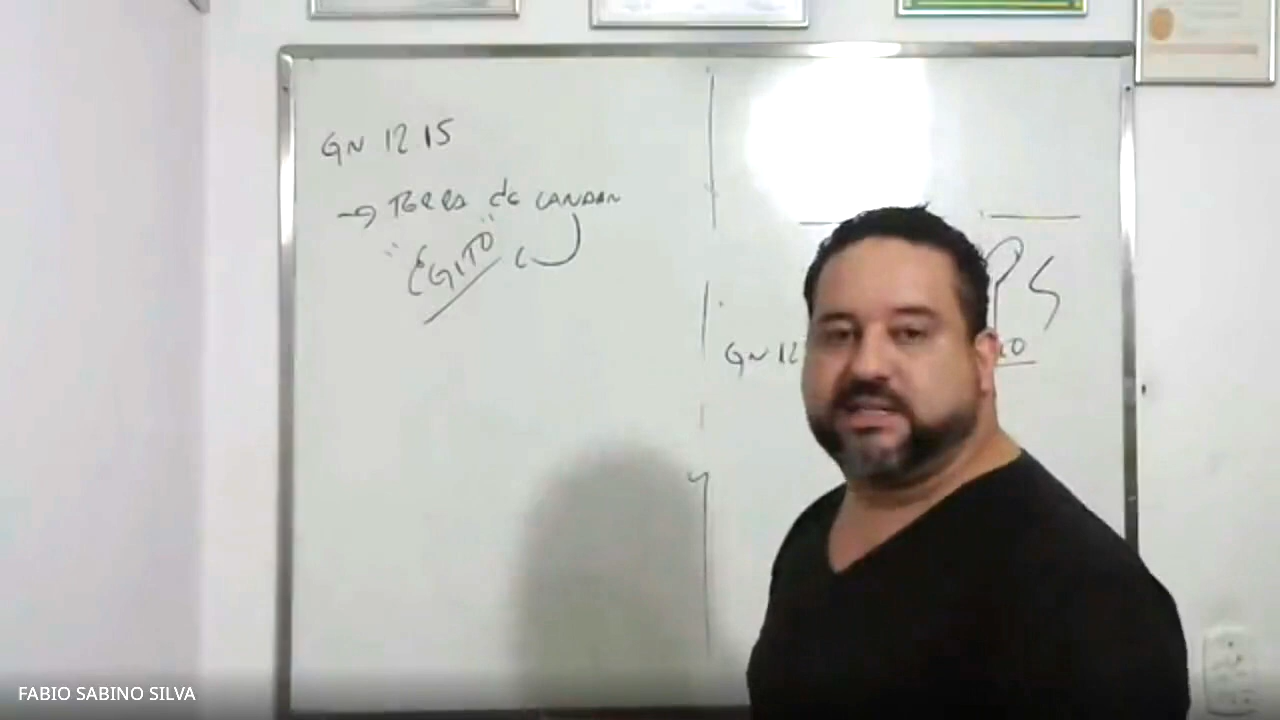 GN 12 15
→ TERRA de CANAAN
"EGITO"
GN 12
FABIO SABINO SILVA